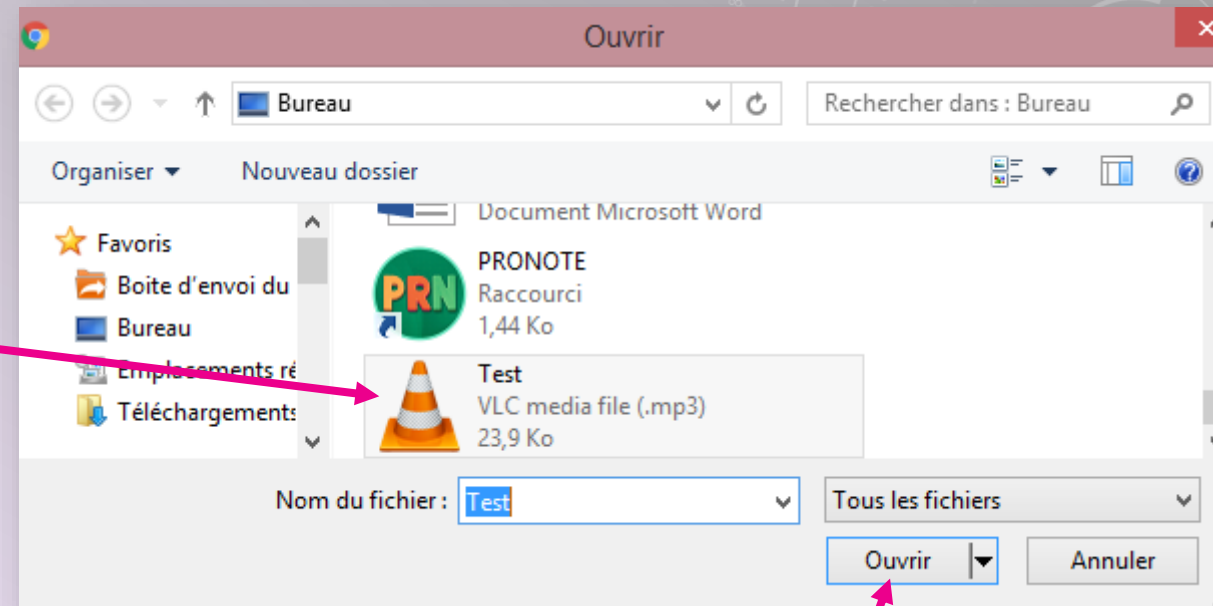 Ouvrir
Bureau
Rechercher dans : Bureau
Organiser
Nouveau dossier
Favoris
Boite d'envoi du
Bureau
Emplacements ré
Téléchargements
Document Microsoft Word
PRN
PRONOTE
Raccourci
1,44 Ko
Test
VLC media file (.mp3)
23,9 Ko
Nom du fichier :
Test
Tous les fichiers
Ouvrir
Annuler